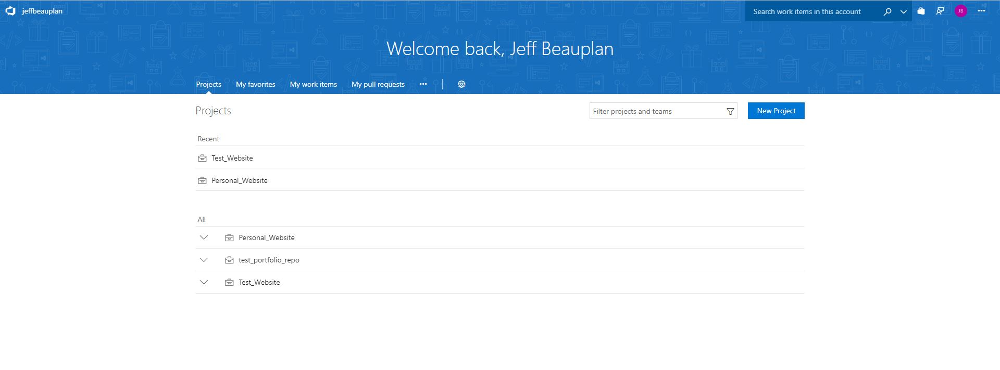 jeffbeauplan
Search work items in this account
JB
Welcome back, Jeff Beauplan
Projects My favorites My work items My pull requests
Projects
Filter projects and teams
New Project
Recent
Test_Website
Personal_Website
All
Personal_Website
test_portfolio_repo
Test_Website